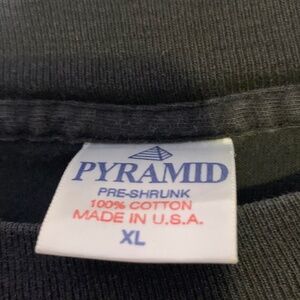 PYRAMID
PRE-SHRUNK
100% COTTON
MADE IN U.S.A.
XL